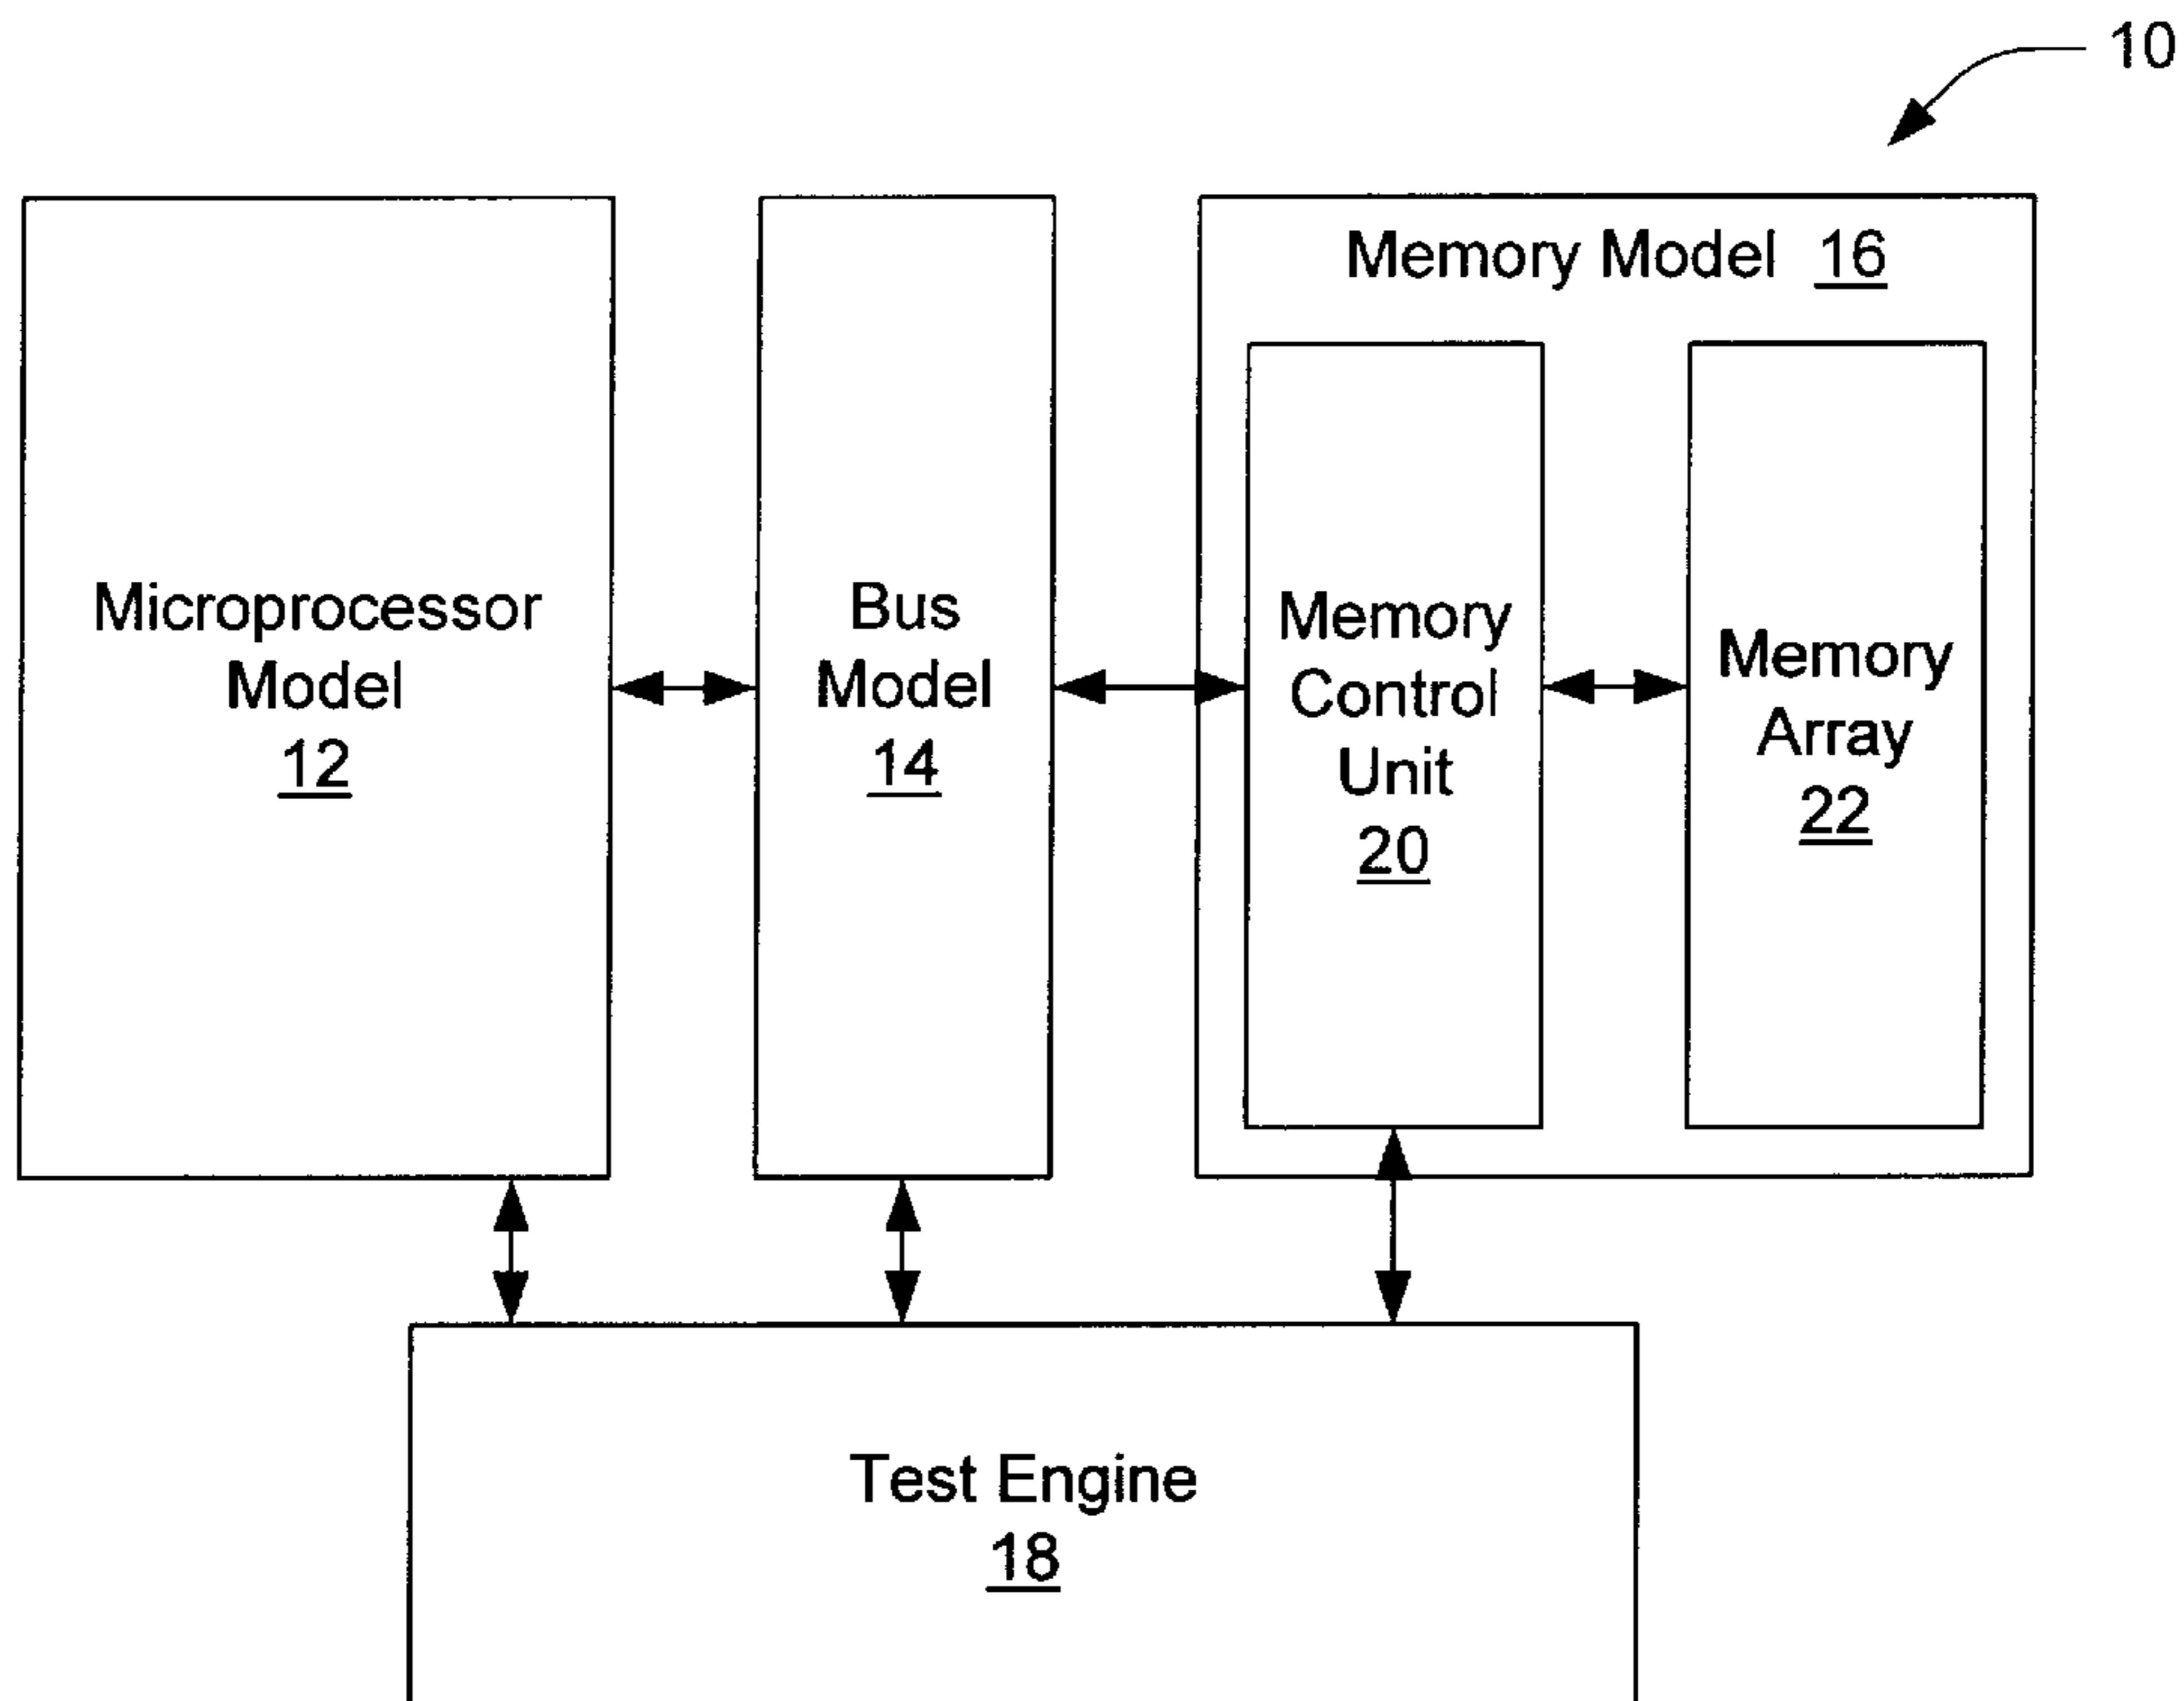 10
Memory Model 16
Microprocessor
Model
12
Bus
Model
14
Memory
Control
Unit
20
Memory
Array
22
Test Engine
18